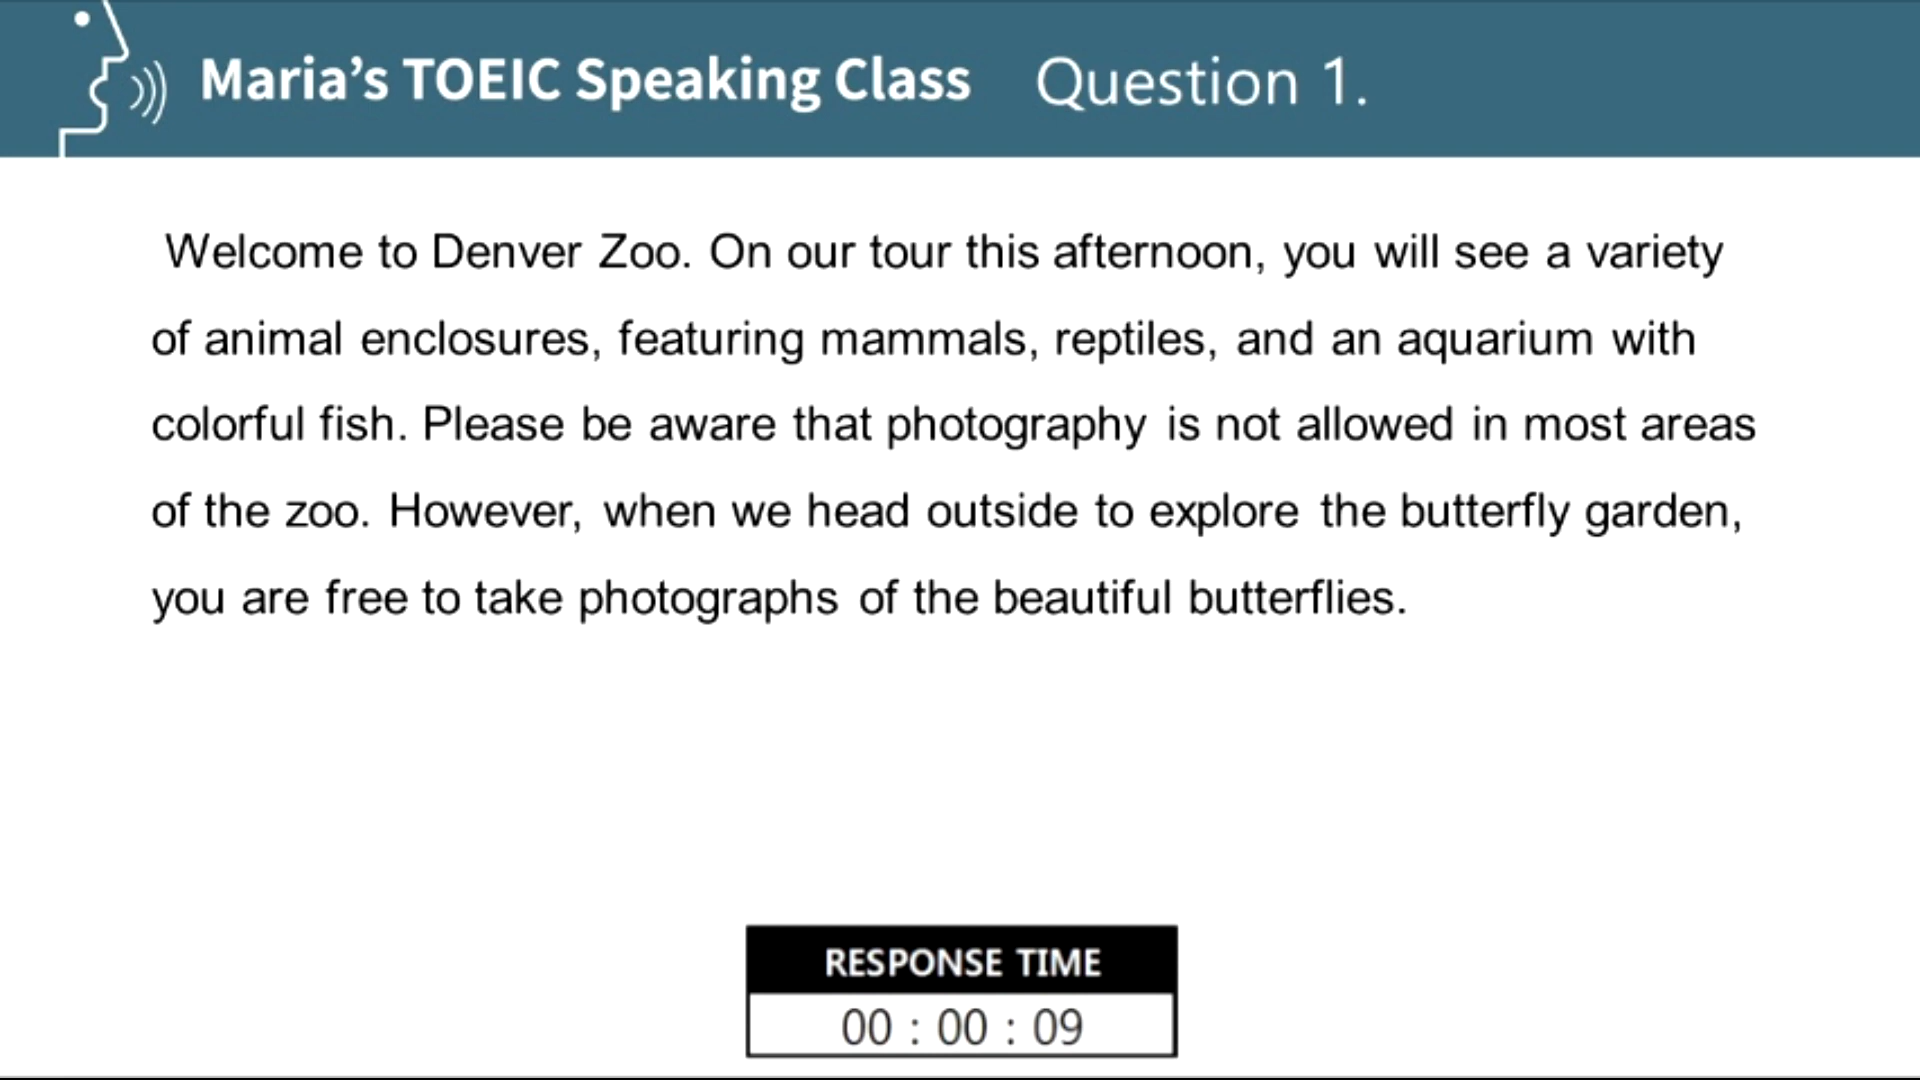 Maria's TOEIC Speaking Class Question 1.
Welcome to Denver Zoo. On our tour this afternoon, you will see a variety
of animal enclosures, featuring mammals, reptiles, and an aquarium with
colorful fish. Please be aware that photography is not allowed in most areas
of the zoo. However, when we head outside to explore the butterfly garden,
you are free to take photographs of the beautiful butterflies.
RESPONSE TIME
00 : 00 : 09